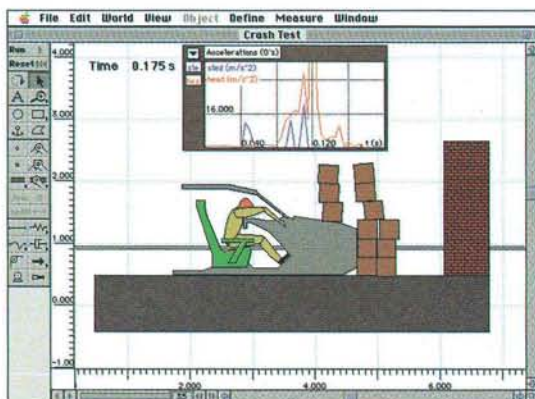 File Edit World View Object Define Measure Window
Crash Test
Run
Reset
4.000
Time 0.175 s
Accelerations (G's)
sled (m/s^2)
head (m/s^2)
16.000
0.040
0.120
t (s)
A
3.000
2.000
1.000
0.000
-1.00
2.000
4.000
6.000